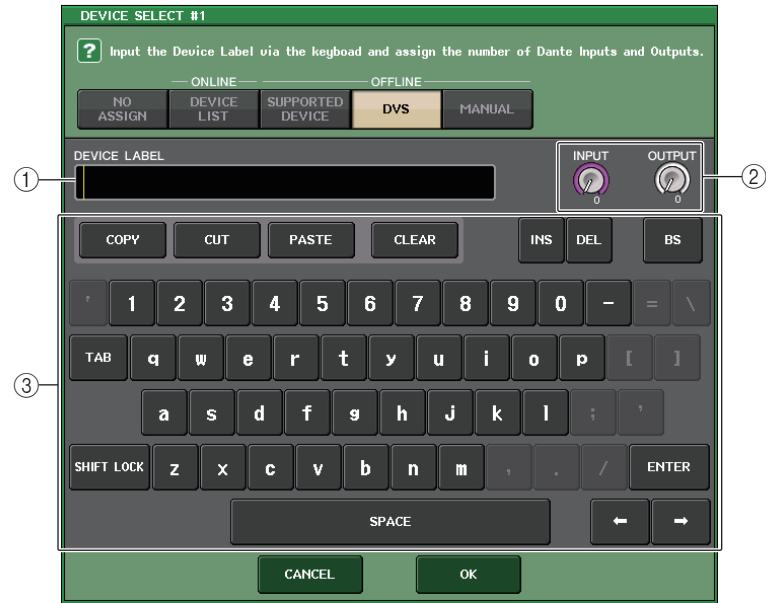 DEVICE SELECT #1
? Input the Device Label via the keyboad and assign the number of Dante Inputs and Outputs.
ONLINE OFFLINE
NO ASSIGN DEVICE LIST SUPPORTED DEVICE DVS MANUAL
DEVICE LABEL INPUT OUTPUT
1 2
0 0
COPY CUT PASTE CLEAR INS DEL BS
' 1 2 3 4 5 6 7 8 9 0 - = \
TAB q w e r t y u i o p [ ]
3
a s d f g h j k l ; '
SHIFT LOCK z x c v b n m , . / ENTER
SPACE ← →
CANCEL OK